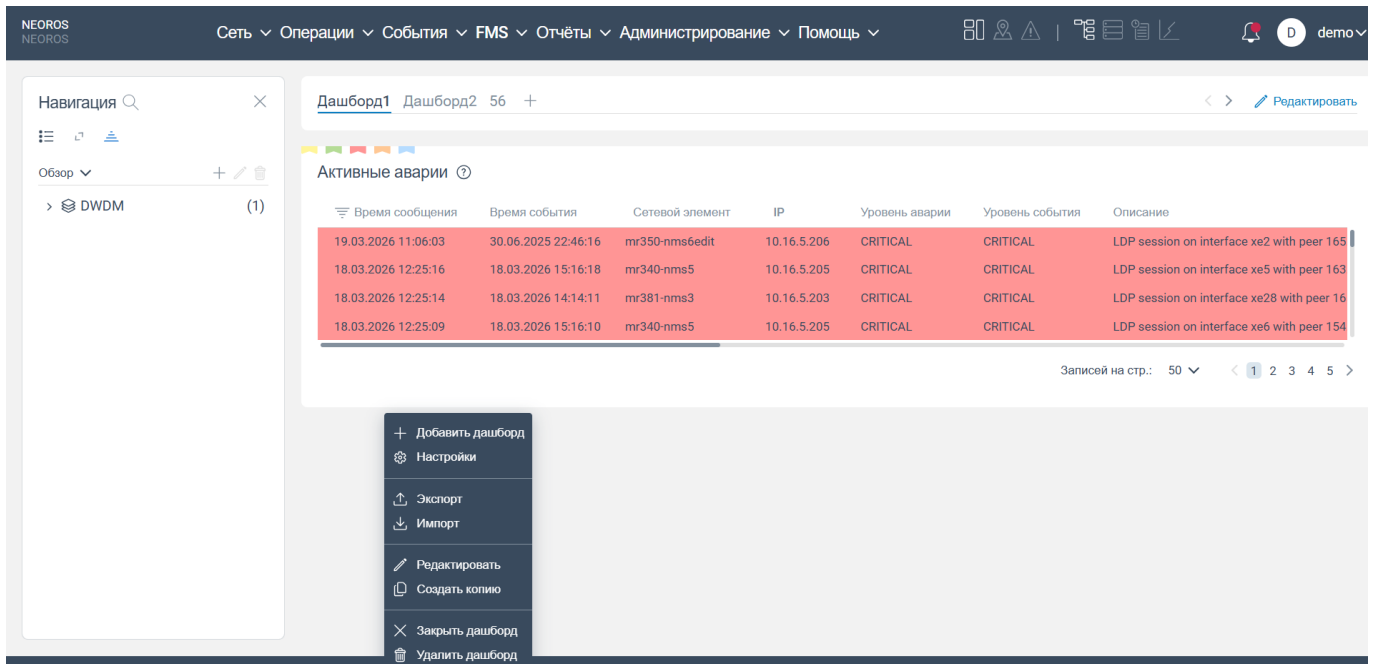 NEOROS
NEOROS
Сеть Операции События FMS Отчёты Администрирование Помощь
D demo
Навигация
Дашборд1 Дашборд2 56
Редактировать
Обзор
DWDM (1)
Активные аварии ?
Время сообщения Время события Сетевой элемент IP Уровень аварии Уровень события Описание
19.03.2026 11:06:03 30.06.2025 22:46:16 mr350-nms6edit 10.16.5.206 CRITICAL CRITICAL LDP session on interface xe2 with peer 165
18.03.2026 12:25:16 18.03.2026 15:16:18 mr340-nms5 10.16.5.205 CRITICAL CRITICAL LDP session on interface xe5 with peer 163
18.03.2026 12:25:14 18.03.2026 14:14:11 mr381-nms3 10.16.5.203 CRITICAL CRITICAL LDP session on interface xe28 with peer 16
18.03.2026 12:25:09 18.03.2026 15:16:10 mr340-nms5 10.16.5.205 CRITICAL CRITICAL LDP session on interface xe6 with peer 154
Записей на стр.: 50 1 2 3 4 5
Добавить дашборд
Настройки
Экспорт
Импорт
Редактировать
Создать копию
Закрыть дашборд
Удалить дашборд